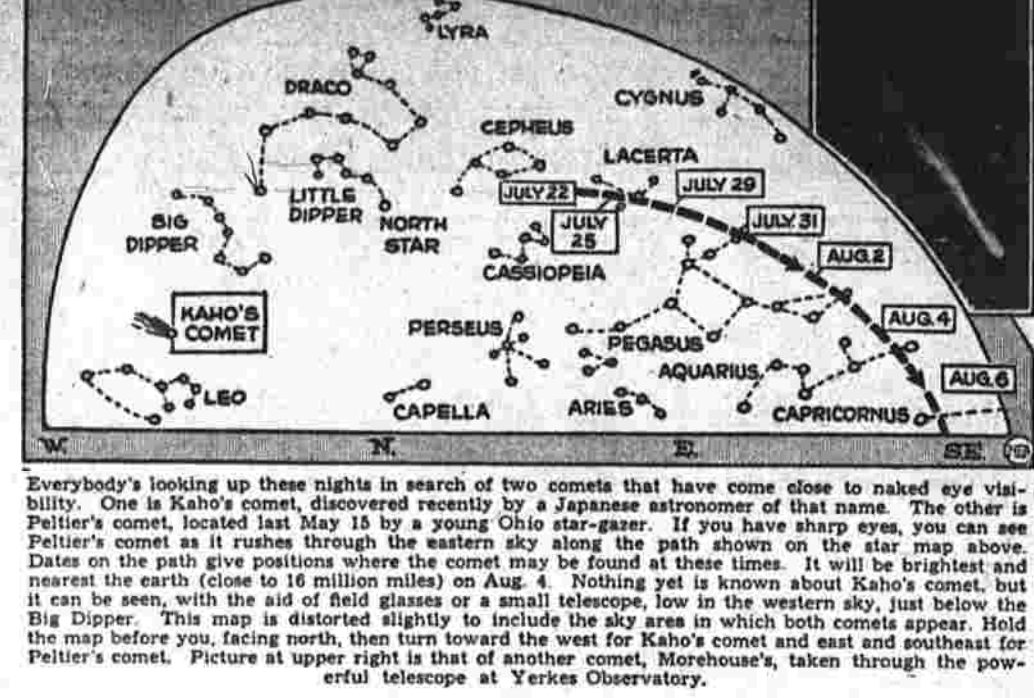 LYRA
DRACO
CYGNUS
CEPHEUS
LACERTA
LITTLE
DIPPER
NORTH
STAR
JULY 22
JULY
25
JULY 29
JULY 31
AUG. 2
AUG. 4
AUG. 6
BIG
DIPPER
CASSIOPEIA
KAHO'S
COMET
PERSEUS
PEGASUS
AQUARIUS
LEO
CAPELLA
ARIES
CAPRICORNUS
W. N. E. SE.
Everybody's looking up these nights in search of two comets that have come close to naked eye visi-
bility. One is Kaho's comet, discovered recently by a Japanese astronomer of that name. The other is
Peltier's comet, located last May 15 by a young Ohio star-gazer. If you have sharp eyes, you can see
Peltier's comet as it rushes through the eastern sky along the path shown on the star map above.
Dates on the path give positions where the comet may be found at these times. It will be brightest and
nearest the earth (close to 16 million miles) on Aug. 4. Nothing yet is known about Kaho's comet, but
it can be seen, with the aid of field glasses or a small telescope, low in the western sky, just below the
Big Dipper. This map is distorted slightly to include the sky area in which both comets appear. Hold
the map before you, facing north, then turn toward the west for Kaho's comet and east and southeast for
Peltier's comet. Picture at upper right is that of another comet, Morehouse's, taken through the pow-
erful telescope at Yerkes Observatory.